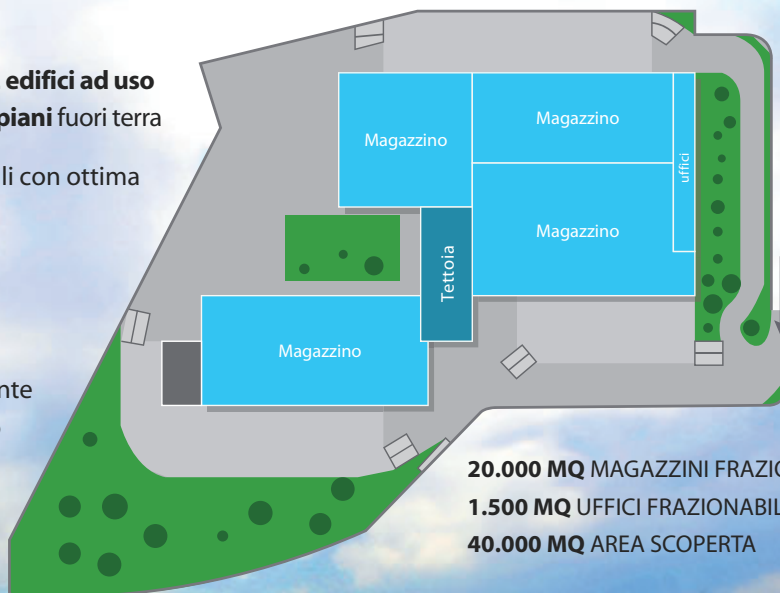 edifici ad uso
piani fuori terra
li con ottima
nte
Magazzino
Magazzino
uffici
Magazzino
Tettoia
Magazzino
20.000 MQ MAGAZZINI FRAZIO
1.500 MQ UFFICI FRAZIONABIL
40.000 MQ AREA SCOPERTA